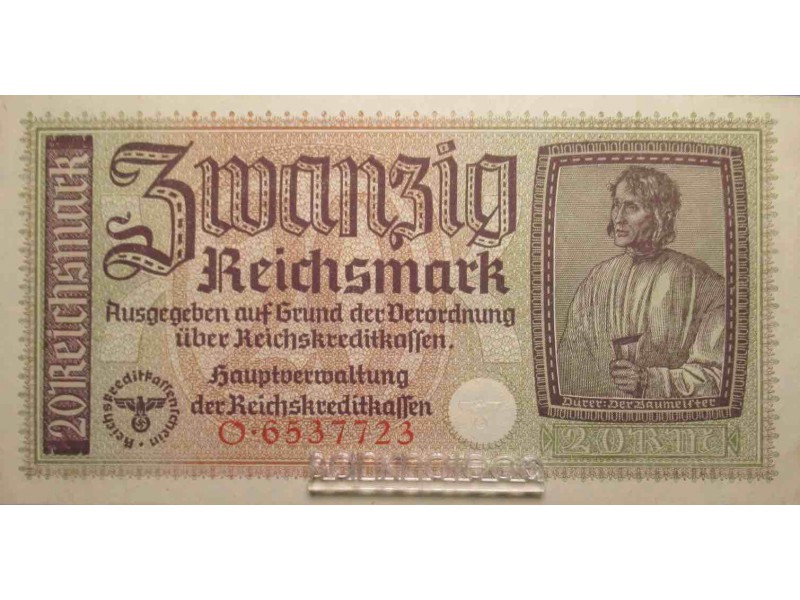 20 Reichsmark
Zwanzig
Reichsmark
Ausgegeben auf Grund der Verordnung
über Reichskreditkassen.
Hauptverwaltung
der Reichskreditkassen
O·6537723
Reichskreditkassenschein
Dürer: Der Baumeister
20 RM